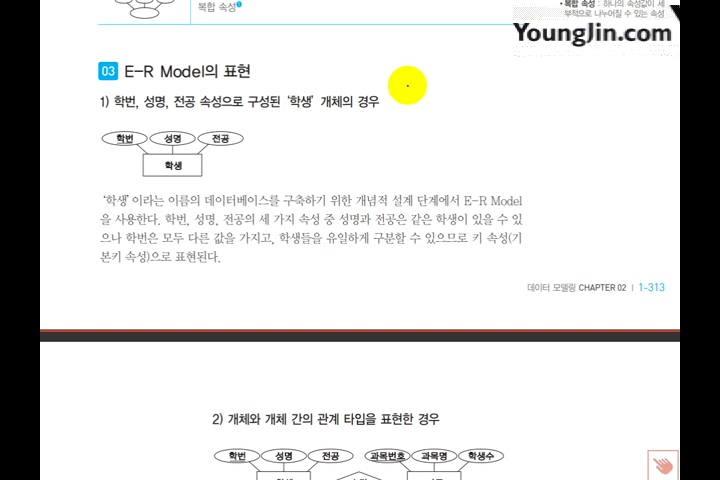 복합 속성❶
• 복합 속성 : 하나의 속성값이 세
부적으로 나누어질 수 있는 속성
YoungJin.com
03 E-R Model의 표현
1) 학번, 성명, 전공 속성으로 구성된 ‘학생’ 개체의 경우
학번 성명 전공
학생
‘학생’이라는 이름의 데이터베이스를 구축하기 위한 개념적 설계 단계에서 E-R Model
을 사용한다. 학번, 성명, 전공의 세 가지 속성 중 성명과 전공은 같은 학생이 있을 수 있
으나 학번은 모두 다른 값을 가지고, 학생들을 유일하게 구분할 수 있으므로 키 속성(기
본키 속성)으로 표현된다.
데이터 모델링 CHAPTER 02 | 1-313
2) 개체와 개체 간의 관계 타입을 표현한 경우
학번 성명 전공 과목번호 과목명 학생수